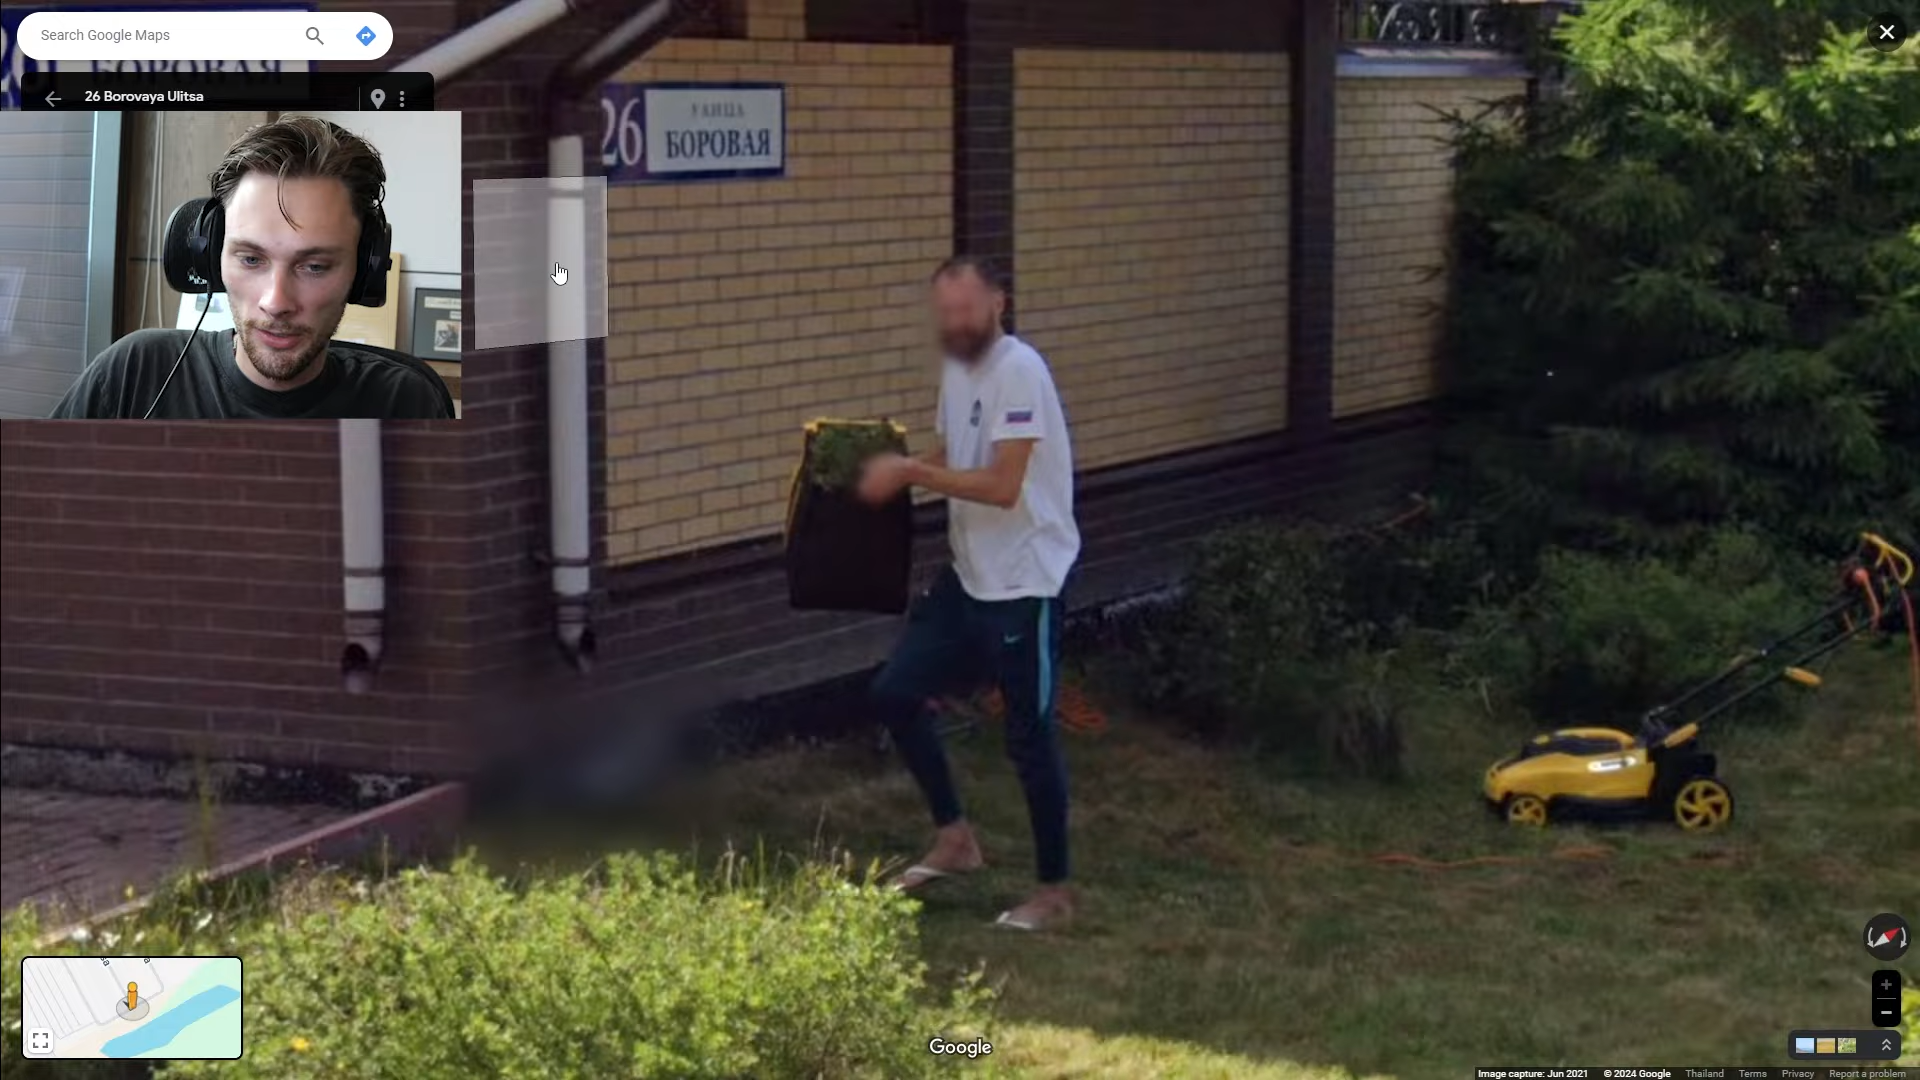 Search Google Maps
БОРОВАЯ
26 Borovaya Ulitsa
26
УЛИЦА
БОРОВАЯ
Google
Image capture: Jun 2021 © 2024 Google Thailand Terms Privacy Report a problem